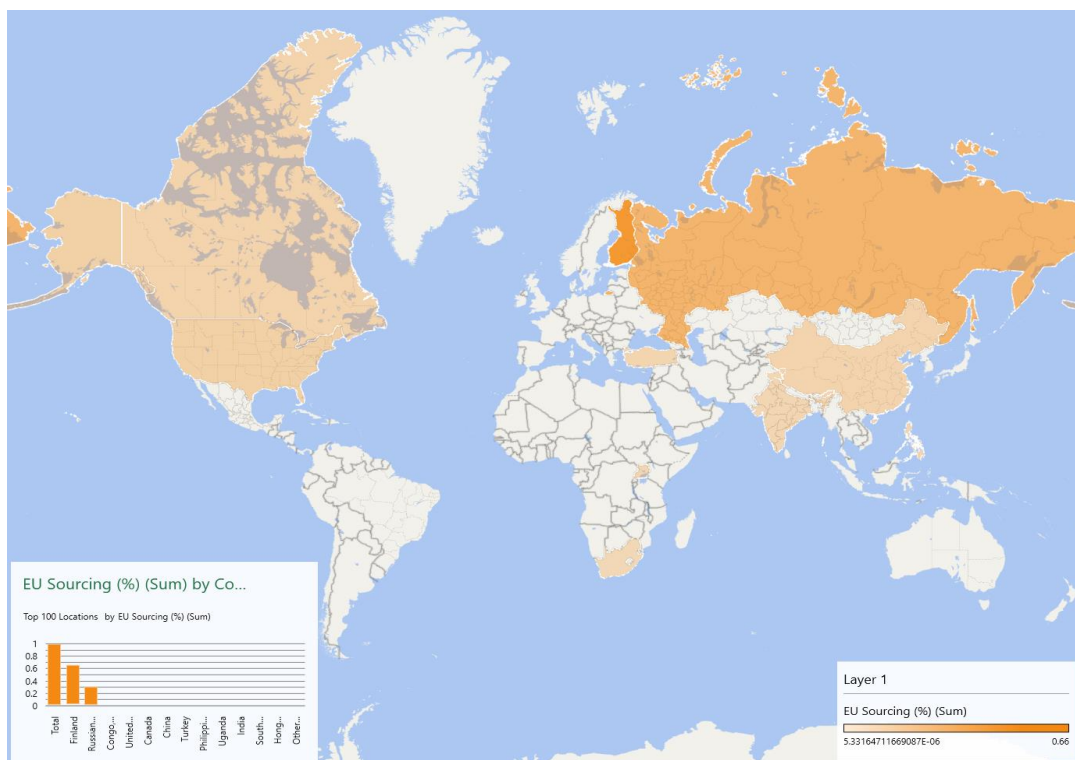 EU Sourcing (%) (Sum) by Co...
Top 100 Locations by EU Sourcing (%) (Sum)
1
0.8
0.6
0.4
0.2
0
Total
Finland
Russian...
Congo,...
United...
Canada
China
Turkey
Philippi...
Uganda
India
South...
Hong...
Other...
Layer 1
EU Sourcing (%) (Sum)
5.33164711669087E-06
0.66